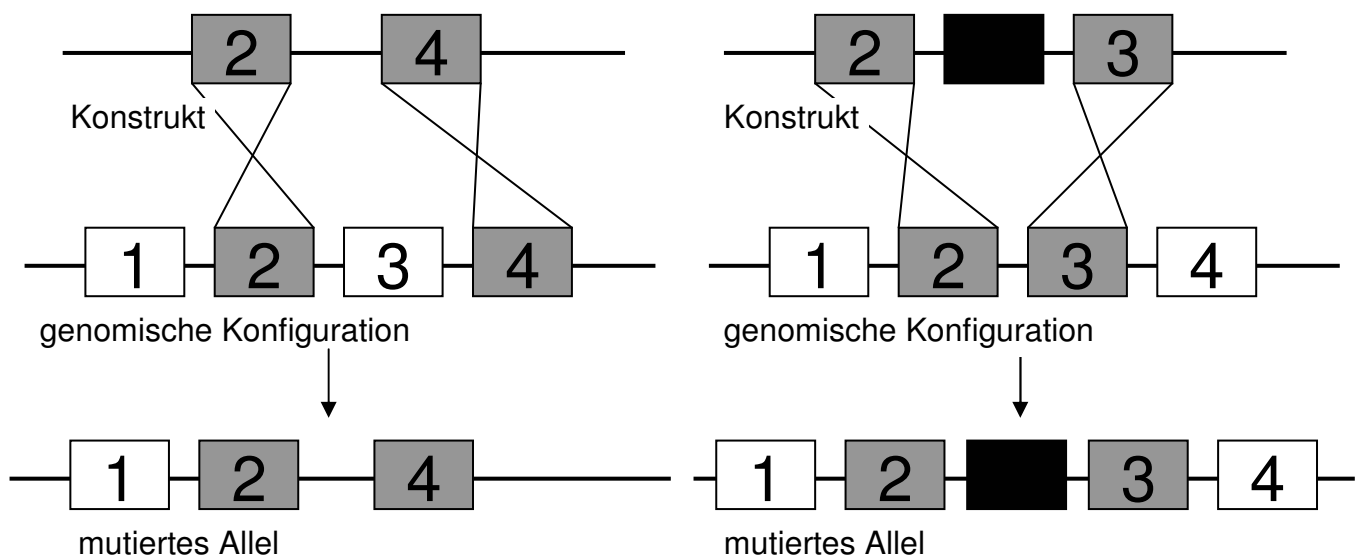 2 4
Konstrukt
1 2 3 4
genomische Konfiguration
1 2 4
mutiertes Allel
2 3
Konstrukt
1 2 3 4
genomische Konfiguration
1 2 3 4
mutiertes Allel